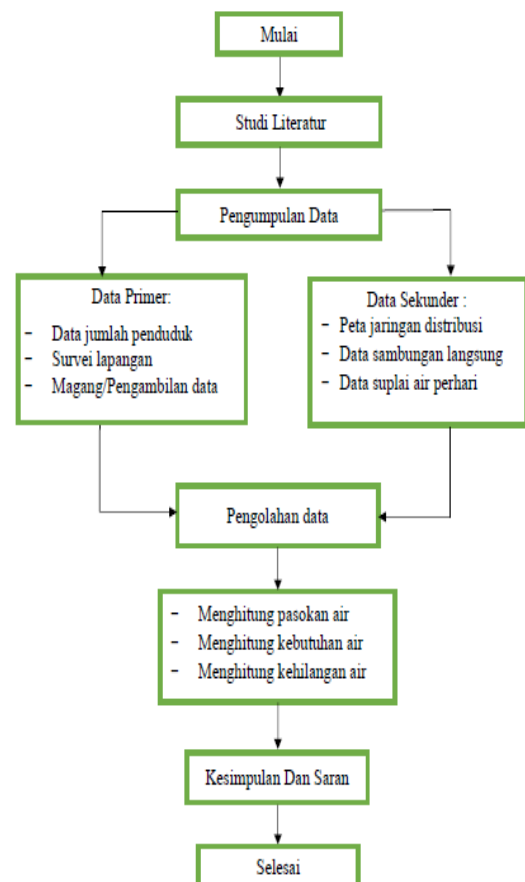 Mulai
Studi Literatur
Pengumpulan Data
Data Primer:
- Data jumlah penduduk
- Survei lapangan
- Magang/Pengambilan data
Data Sekunder :
- Peta jaringan distribusi
- Data sambungan langsung
- Data suplai air perhari
Pengolahan data
- Menghitung pasokan air
- Menghitung kebutuhan air
- Menghitung kehilangan air
Kesimpulan Dan Saran
Selesai